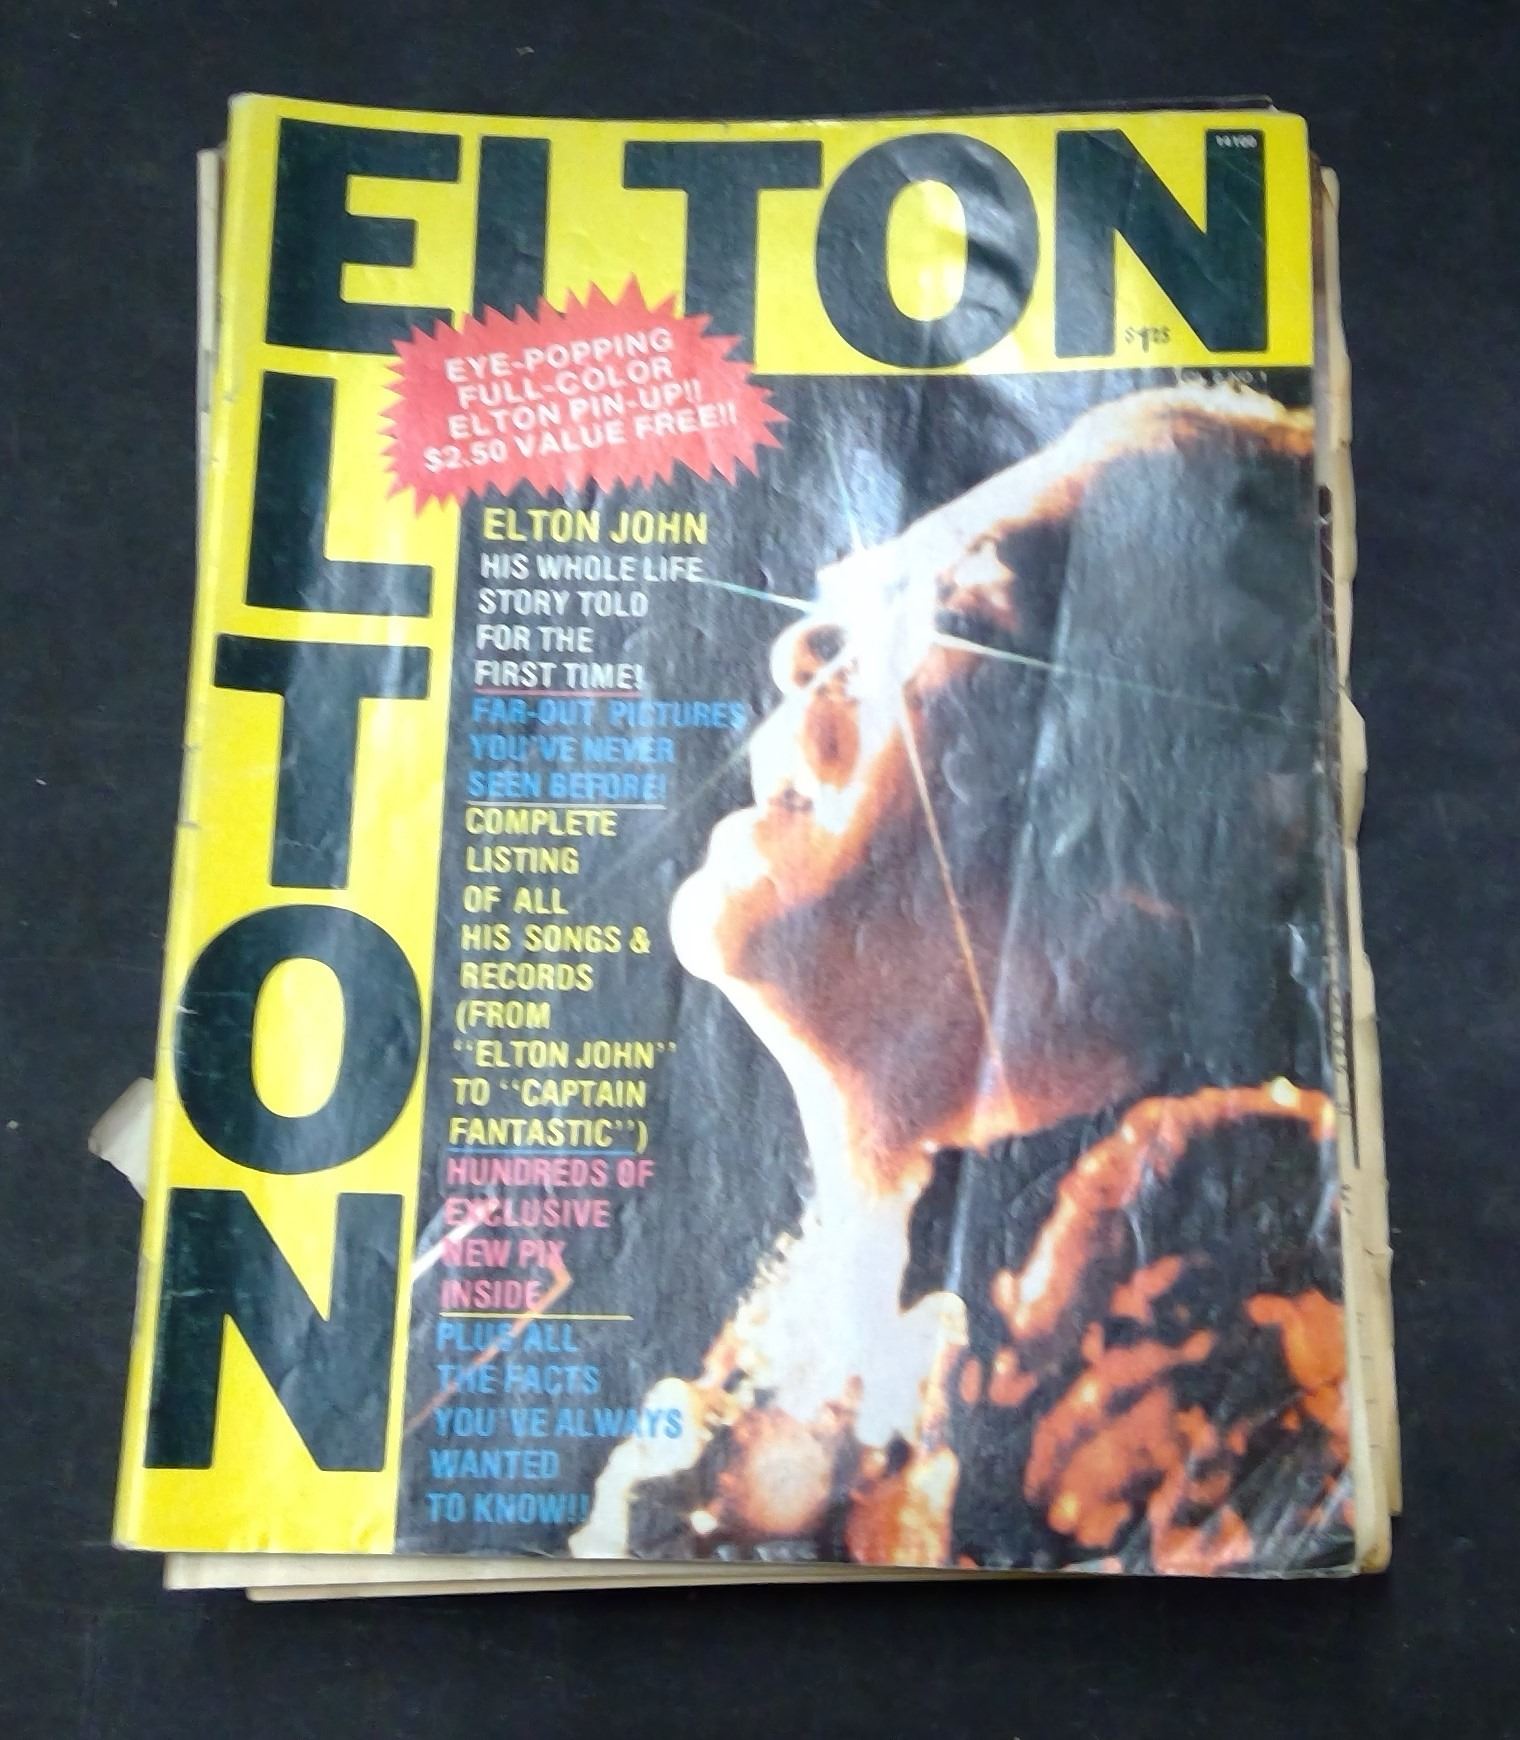 ELTON
ELTON
$1.25
EYE-POPPING
FULL-COLOR
ELTON PIN-UP!!
$2.50 VALUE FREE!!
ELTON JOHN
HIS WHOLE LIFE
STORY TOLD
FOR THE
FIRST TIME!
FAR-OUT PICTURES
YOU'VE NEVER
SEEN BEFORE!
COMPLETE
LISTING
OF ALL
HIS SONGS &
RECORDS
(FROM
"ELTON JOHN"
TO "CAPTAIN
FANTASTIC")
HUNDREDS OF
EXCLUSIVE
NEW PIX
INSIDE
PLUS ALL
THE FACTS
YOU'VE ALWAYS
WANTED
TO KNOW!!